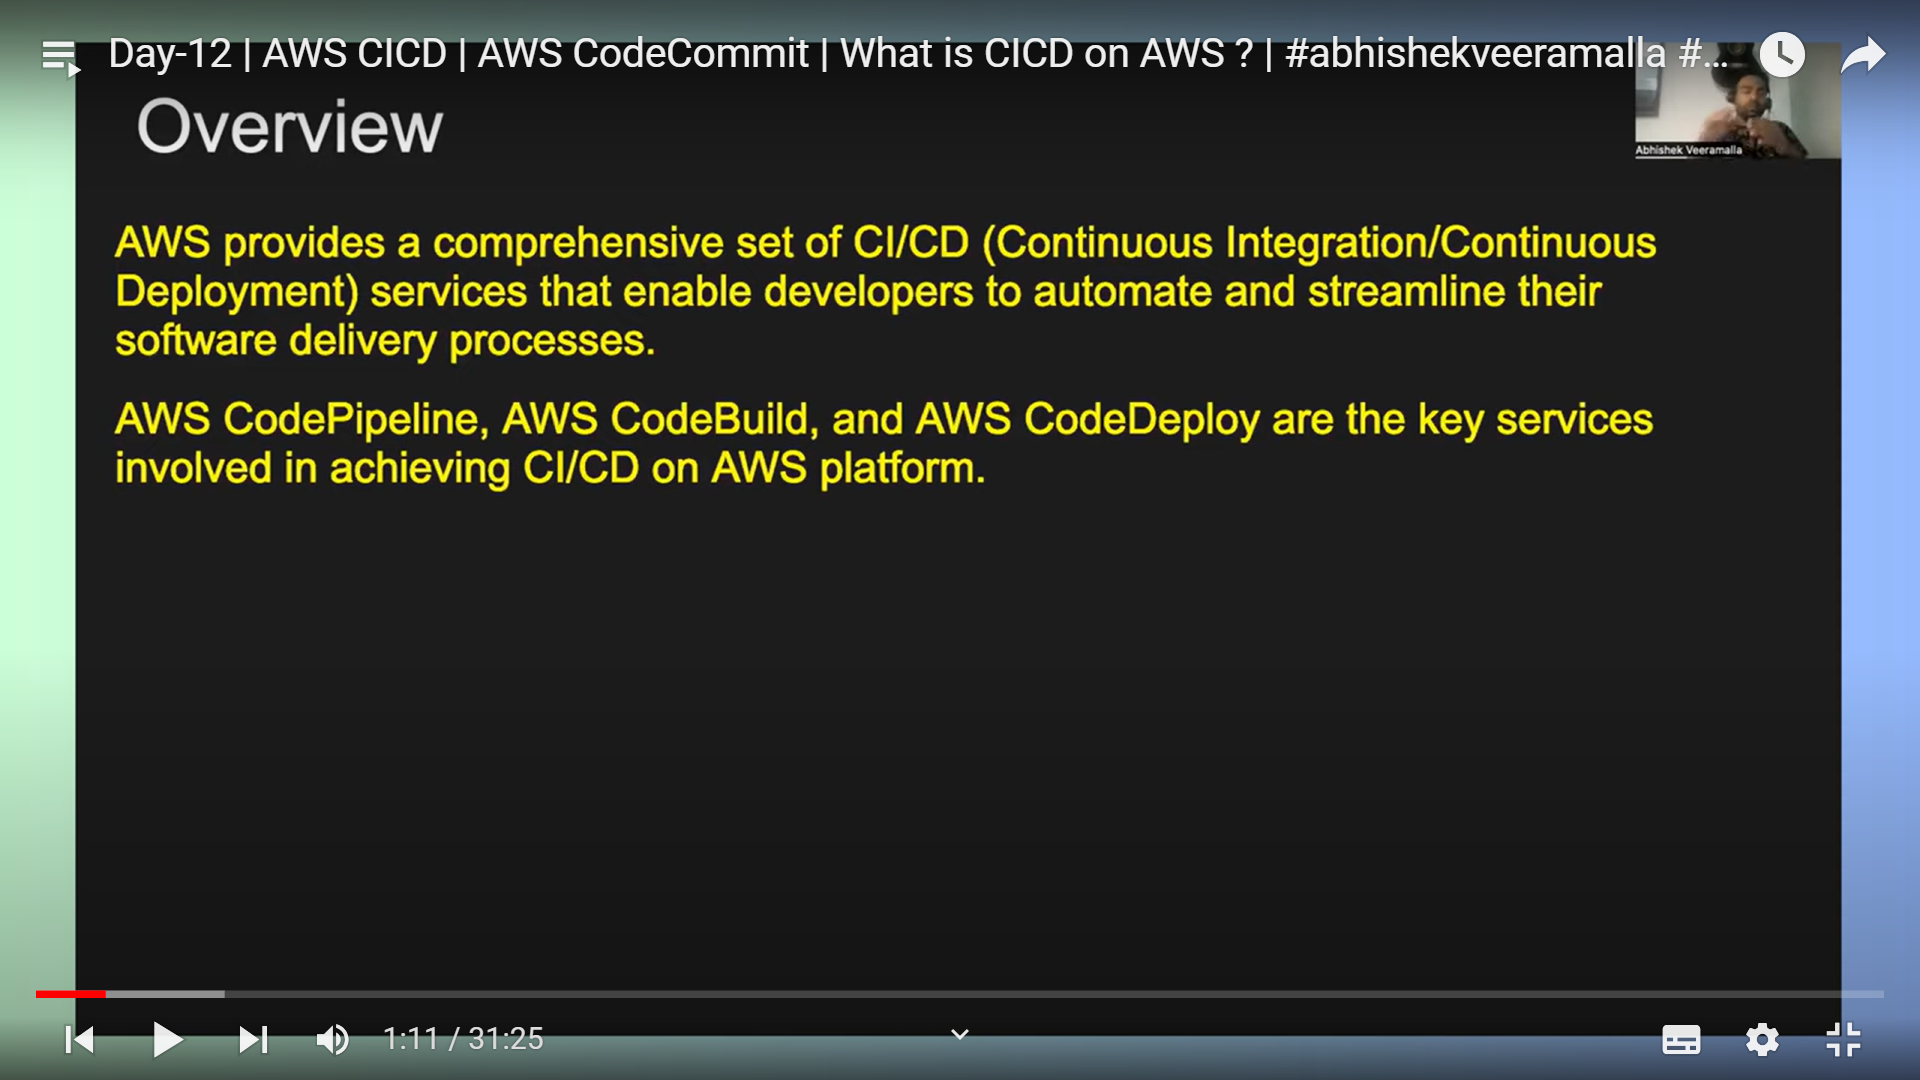 Day-12 | AWS CICD | AWS CodeCommit | What is CICD on AWS ? | #abhishekveeramalla #...
Overview
Abhishek Veeramalla
AWS provides a comprehensive set of CI/CD (Continuous Integration/Continuous
Deployment) services that enable developers to automate and streamline their
software delivery processes.
AWS CodePipeline, AWS CodeBuild, and AWS CodeDeploy are the key services
involved in achieving CI/CD on AWS platform.
1:11 / 31:25